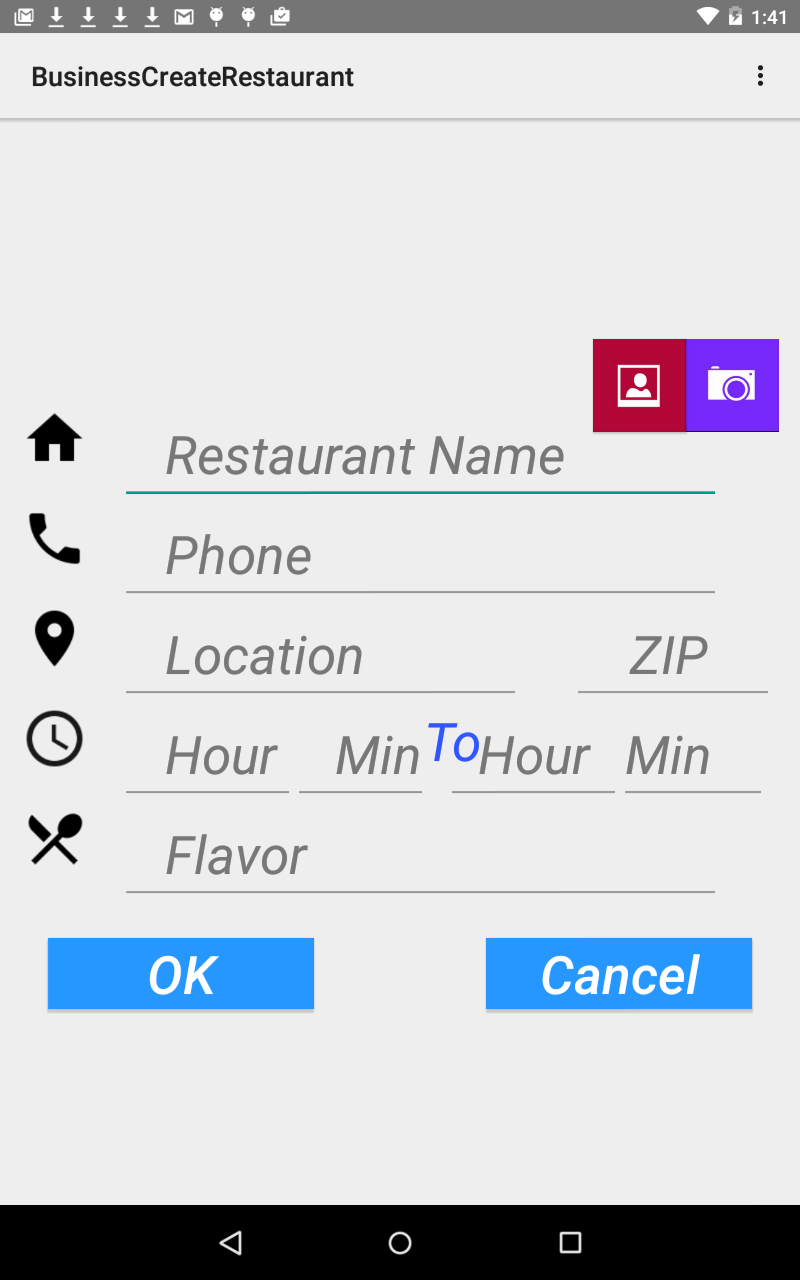 1:41
BusinessCreateRestaurant
Restaurant Name
Phone
Location ZIP
Hour Min To Hour Min
Flavor
OK Cancel